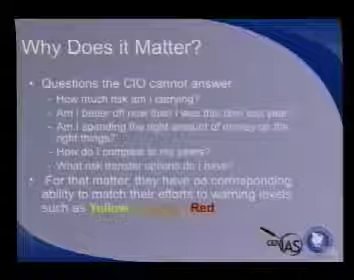 Why Does it Matter?
• Questions the CIO cannot answer
- How much risk am I carrying?
- Am I better off now than I was this time last year
- Am I spending the right amount of money on the
right things?
- How do I compare to my peers?
- What risk transfer options do I have
• For that matter, they have no corresponding
ability to match their efforts to warning levels
such as Yellow Red
IAS